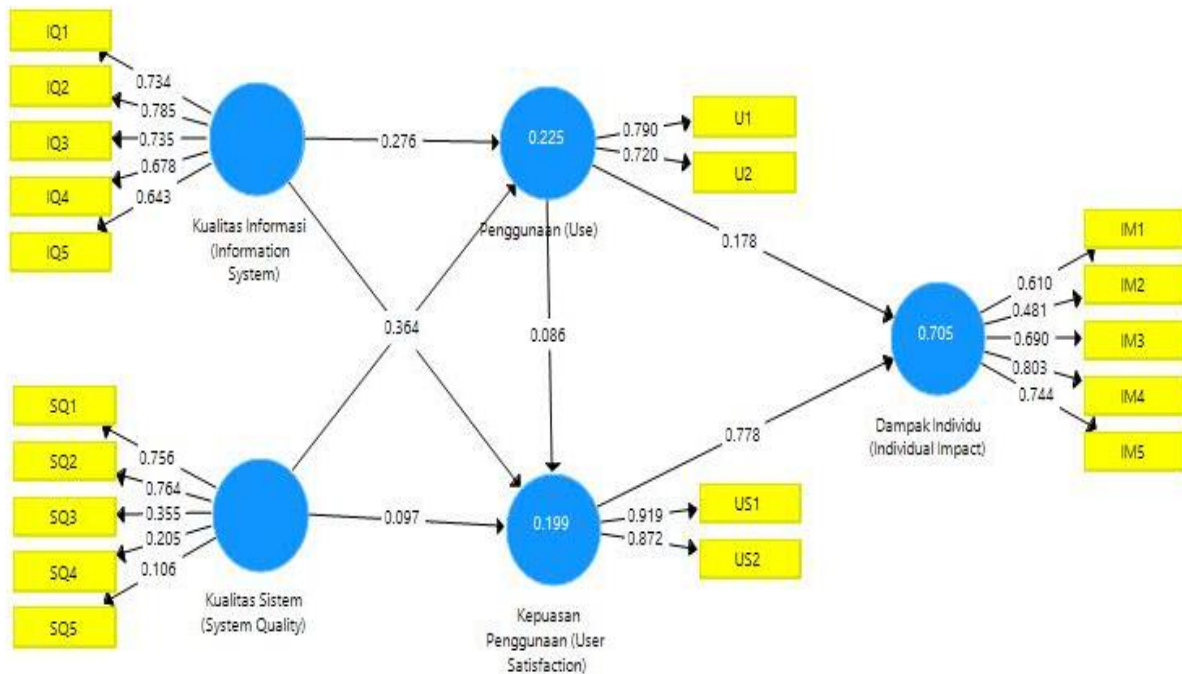 IQ1
IQ2
IQ3
IQ4
IQ5
0.734
0.785
0.735
0.678
0.643
Kualitas Informasi
(Information
System)
0.276
0.225
Penggunaan (Use)
0.790
0.720
U1
U2
0.178
0.364
0.086
SQ1
SQ2
SQ3
SQ4
SQ5
0.756
0.764
0.355
0.205
0.106
Kualitas Sistem
(System Quality)
0.097
0.199
Kepuasan
Penggunaan (User
Satisfaction)
0.919
0.872
US1
US2
0.778
0.705
Dampak Individu
(Individual Impact)
0.610
0.481
0.690
0.803
0.744
IM1
IM2
IM3
IM4
IM5